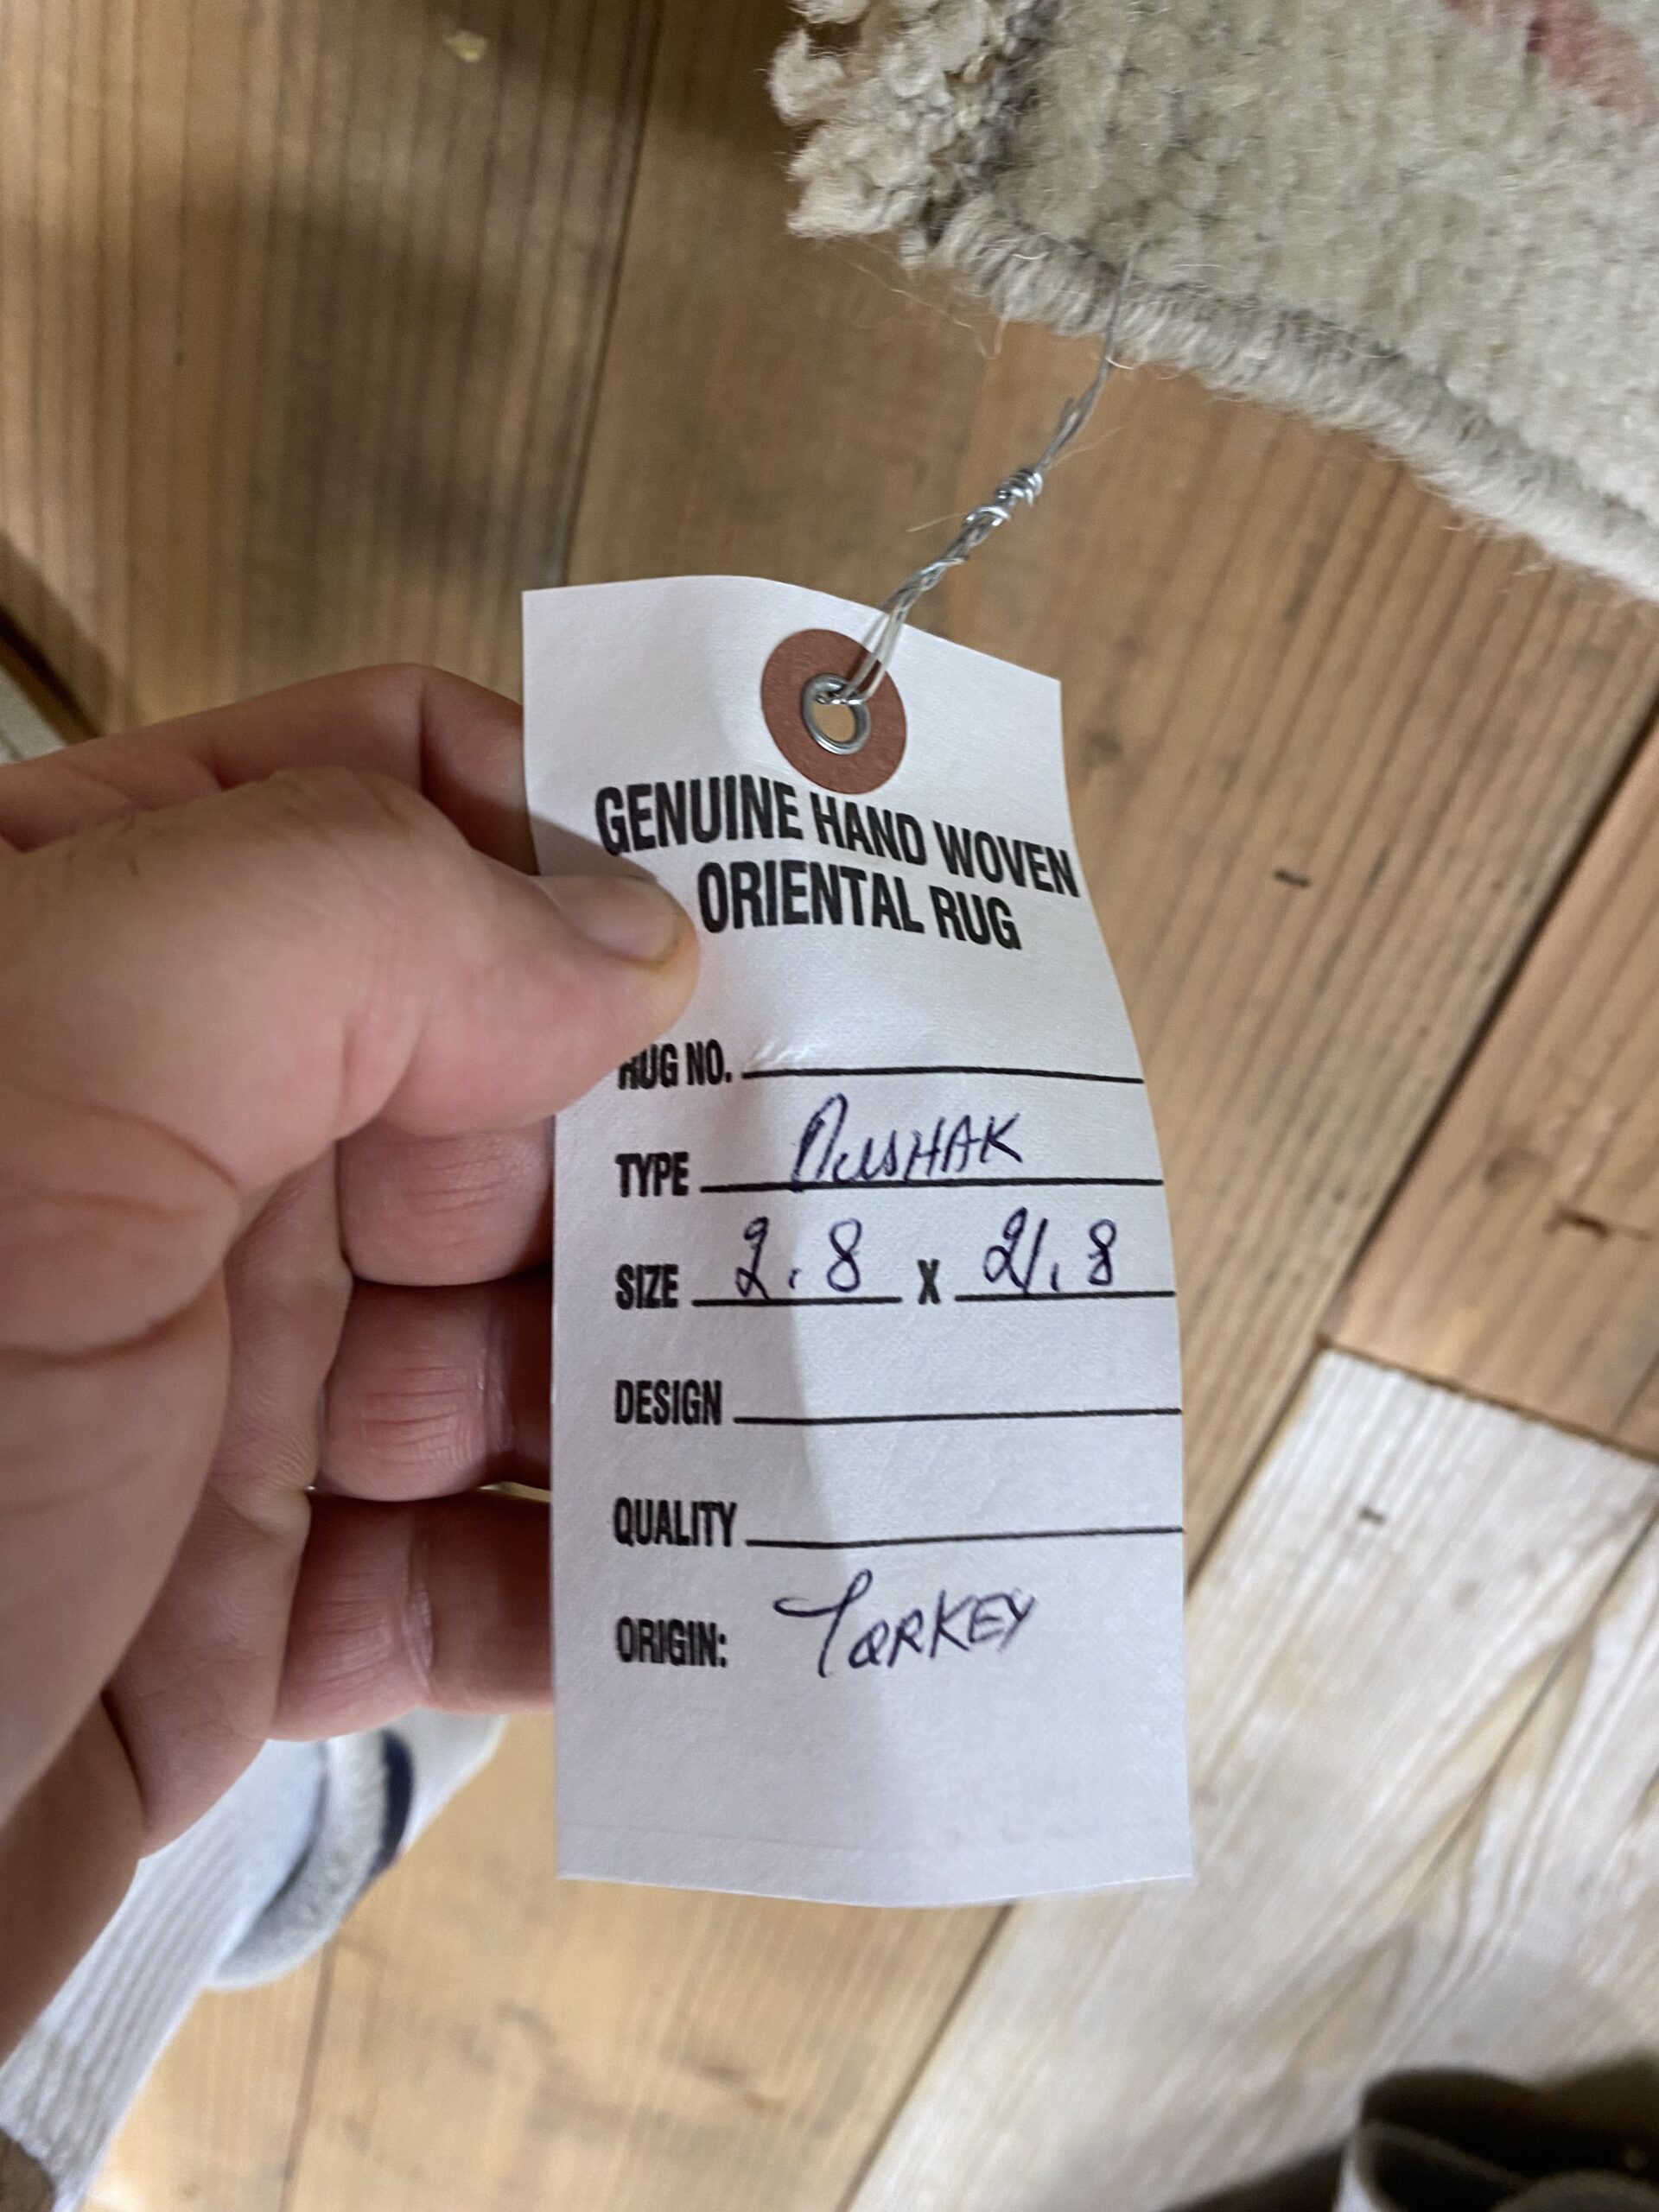 GENUINE HAND WOVEN
ORIENTAL RUG
RUG NO.
TYPE OUSHAK
SIZE 2.8 X 21.8
DESIGN
QUALITY
ORIGIN: TURKEY